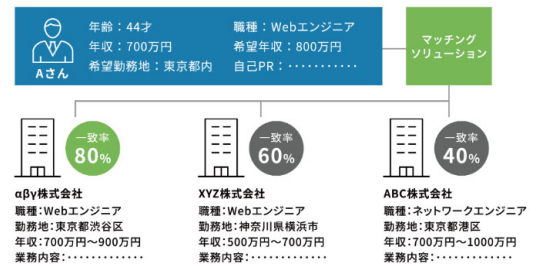 年齢：44才
年収：700万円
希望勤務地：東京都内
Aさん
職種：Webエンジニア
希望年収：800万円
自己PR：・・・・・・・・・・・
マッチング
ソリューション
一致率
80%
αβγ株式会社
職種：Webエンジニア
勤務地：東京都渋谷区
年収：700万円〜900万円
業務内容：・・・・・・・・・・・・
一致率
60%
XYZ株式会社
職種：Webエンジニア
勤務地：神奈川県横浜市
年収：500万円〜700万円
業務内容：・・・・・・・・・・・・
一致率
40%
ABC株式会社
職種：ネットワークエンジニア
勤務地：東京都港区
年収：700万円〜1000万円
業務内容：・・・・・・・・・・・・